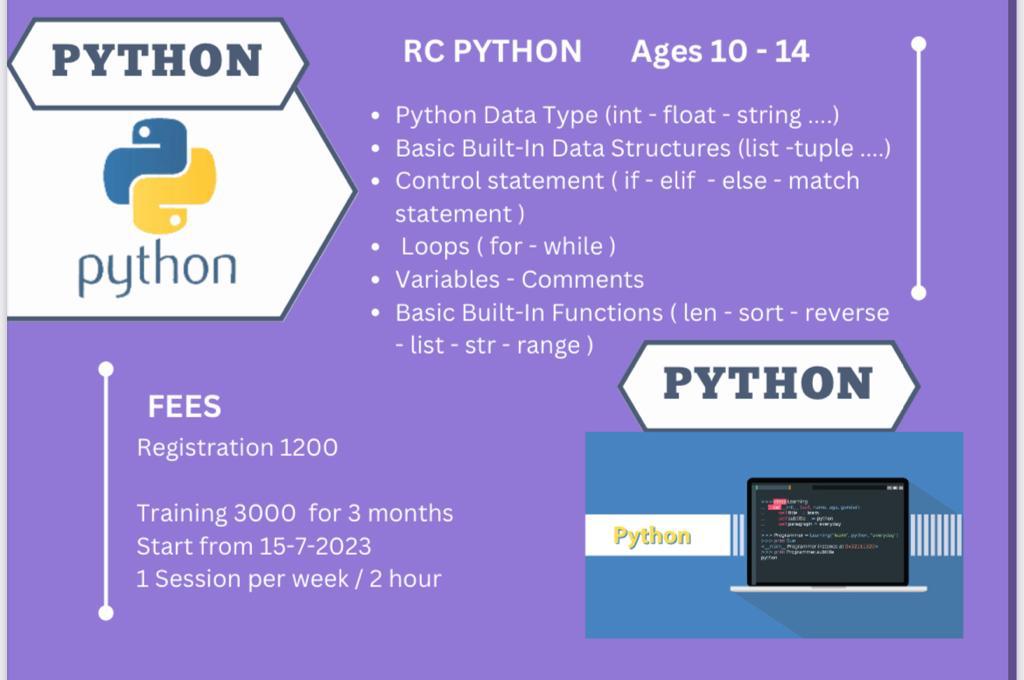 PYTHON
python
RC PYTHON Ages 10 - 14
Python Data Type (int - float - string ....)
Basic Built-In Data Structures (list -tuple ....)
Control statement ( if - elif - else - match
statement )
Loops ( for - while )
Variables - Comments
Basic Built-In Functions ( len - sort - reverse
- list - str - range )
FEES
Registration 1200
Training 3000 for 3 months
Start from 15-7-2023
1 Session per week / 2 hour
PYTHON
Python